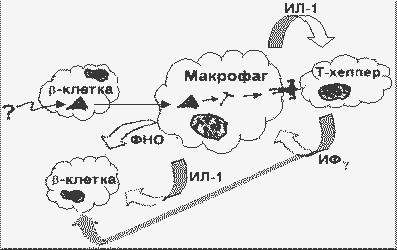 ИЛ-1
Макрофаг
β-клетка
Т-хелпер
?
ФНО
ИФγ
β-клетка
ИЛ-1